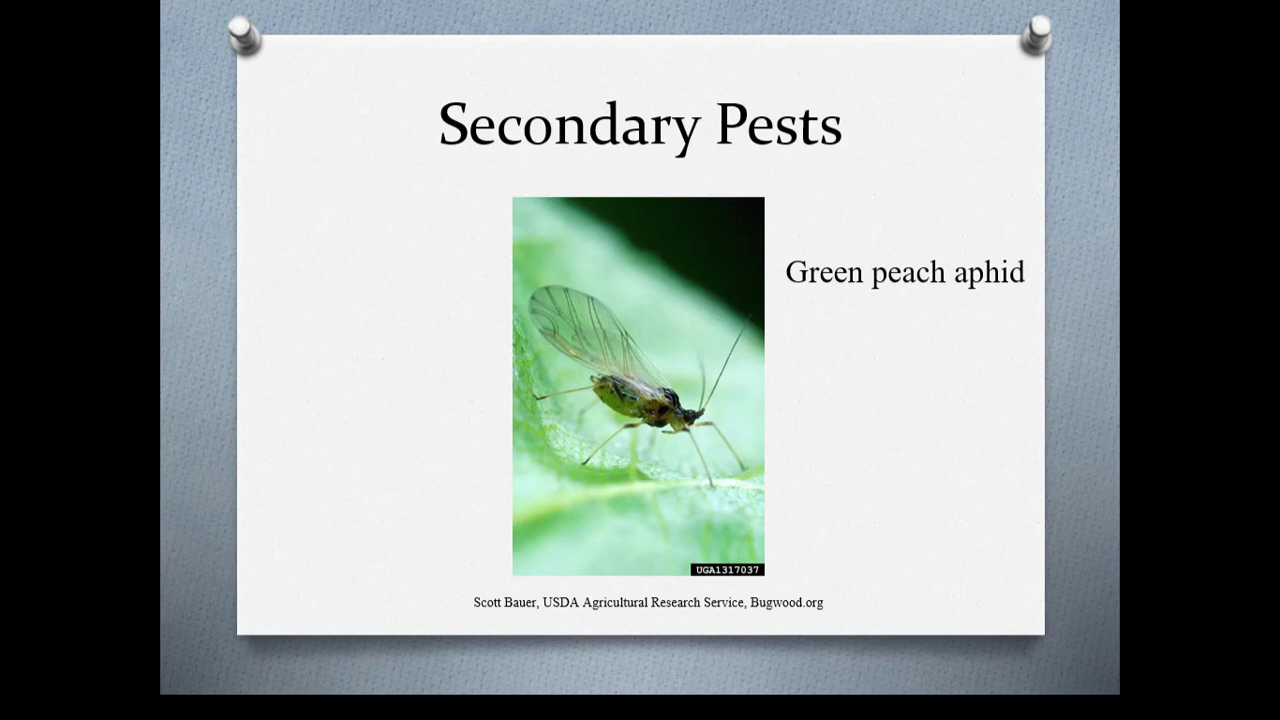 Secondary Pests
Green peach aphid
UGA1317037
Scott Bauer, USDA Agricultural Research Service, Bugwood.org